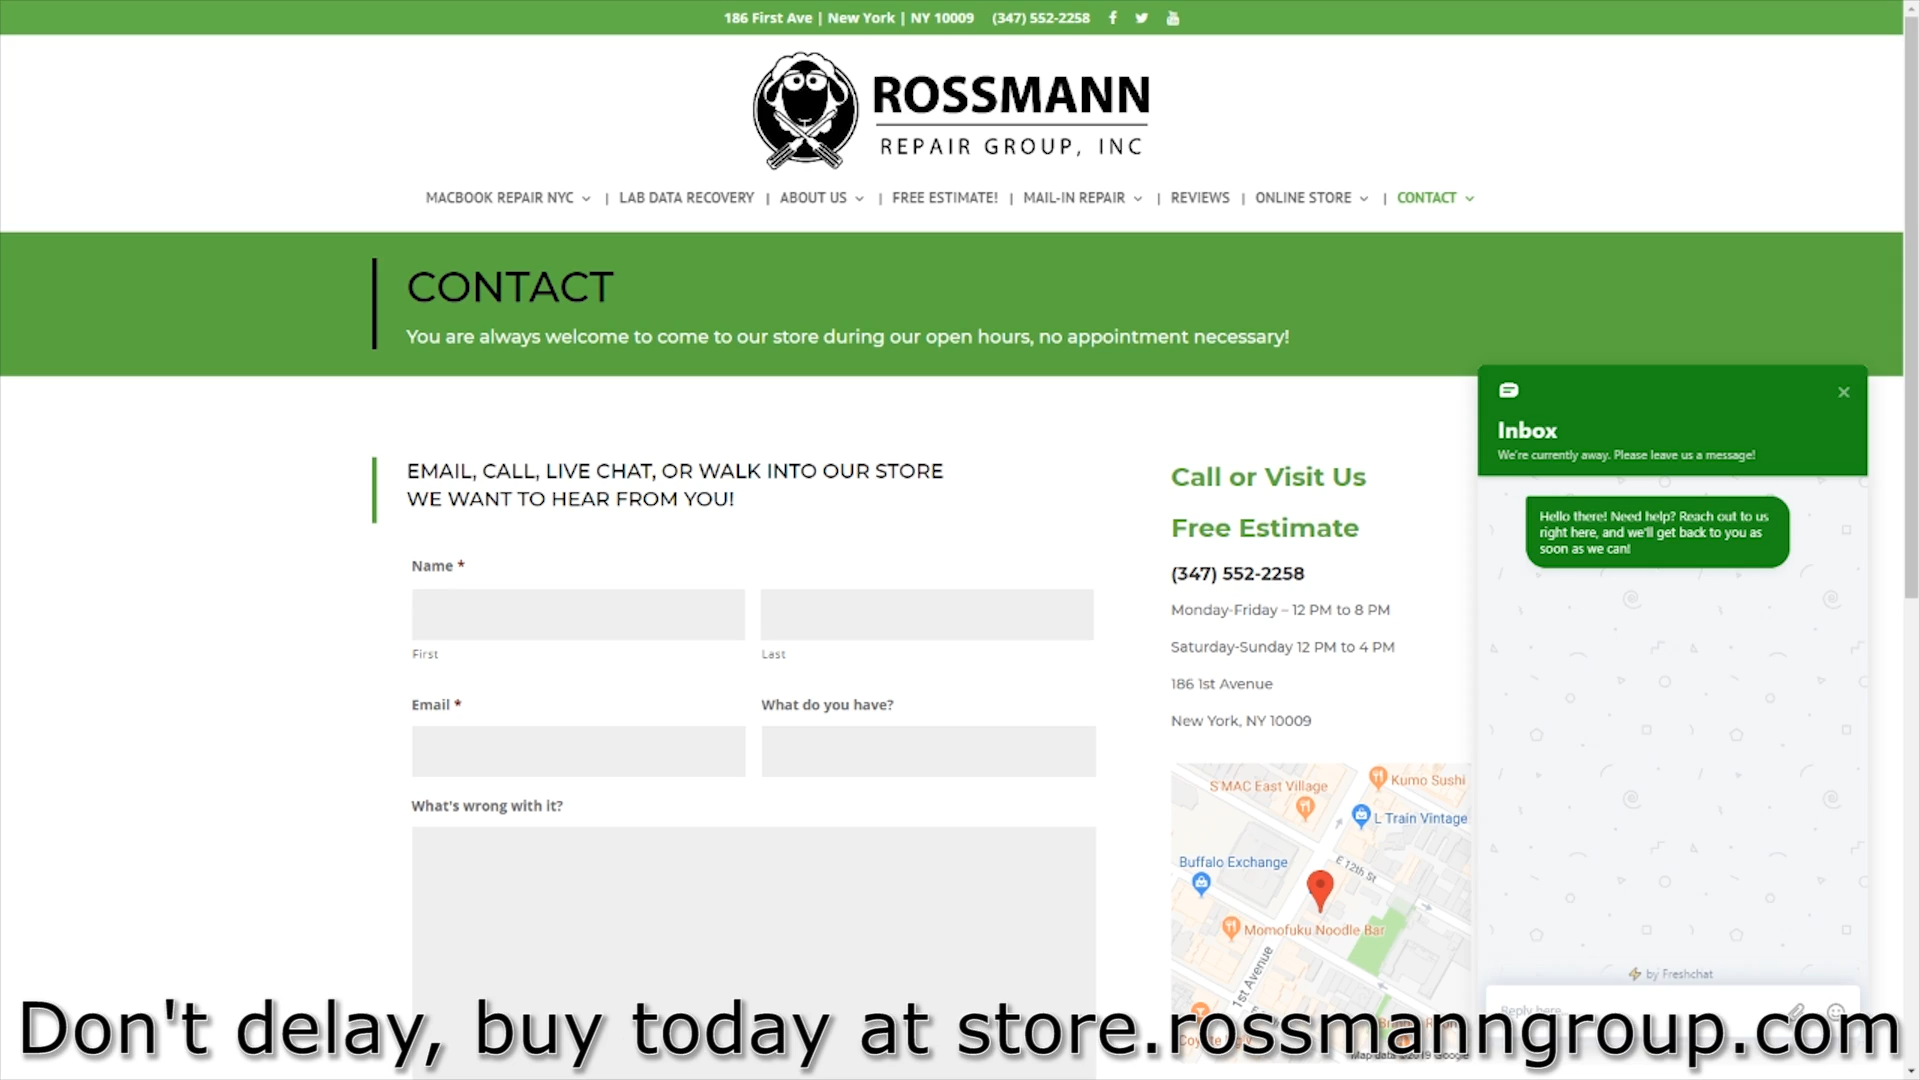 186 First Ave | New York | NY 10009 (347) 552-2258
ROSSMANN
REPAIR GROUP, INC
MACBOOK REPAIR NYC | LAB DATA RECOVERY | ABOUT US | FREE ESTIMATE! | MAIL-IN REPAIR | REVIEWS | ONLINE STORE | CONTACT
CONTACT
You are always welcome to come to our store during our open hours, no appointment necessary!
EMAIL, CALL, LIVE CHAT, OR WALK INTO OUR STORE
WE WANT TO HEAR FROM YOU!
Name *
First
Last
Email *
What do you have?
What's wrong with it?
Call or Visit Us
Free Estimate
(347) 552-2258
Monday-Friday – 12 PM to 8 PM
Saturday-Sunday 12 PM to 4 PM
186 1st Avenue
New York, NY 10009
S'MAC East Village
Kumo Sushi
L Train Vintage
Buffalo Exchange
E 12th St
Momofuku Noodle Bar
1st Avenue
Map data ©2019 Google
Inbox
We're currently away. Please leave us a message!
Hello there! Need help? Reach out to us
right here, and we'll get back to you as
soon as we can!
by Freshchat
Reply here
Don't delay, buy today at store.rossmanngroup.com